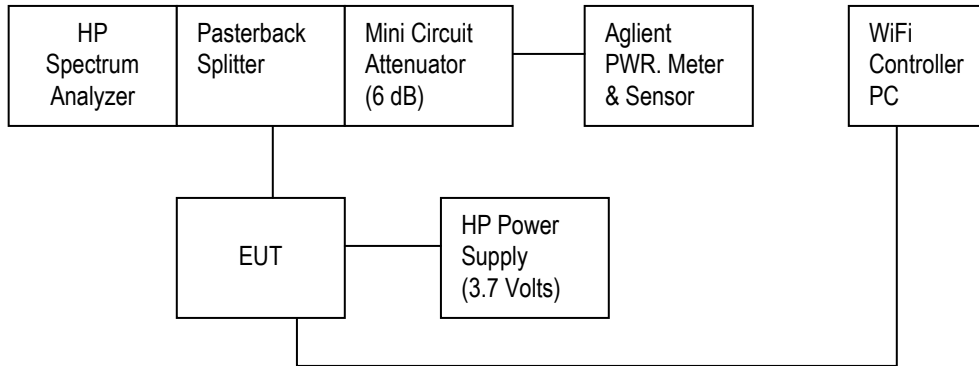 HP
Spectrum
Analyzer
Pasterback
Splitter
Mini Circuit
Attenuator
(6 dB)
Aglient
PWR. Meter
& Sensor
WiFi
Controller
PC
EUT
HP Power
Supply
(3.7 Volts)